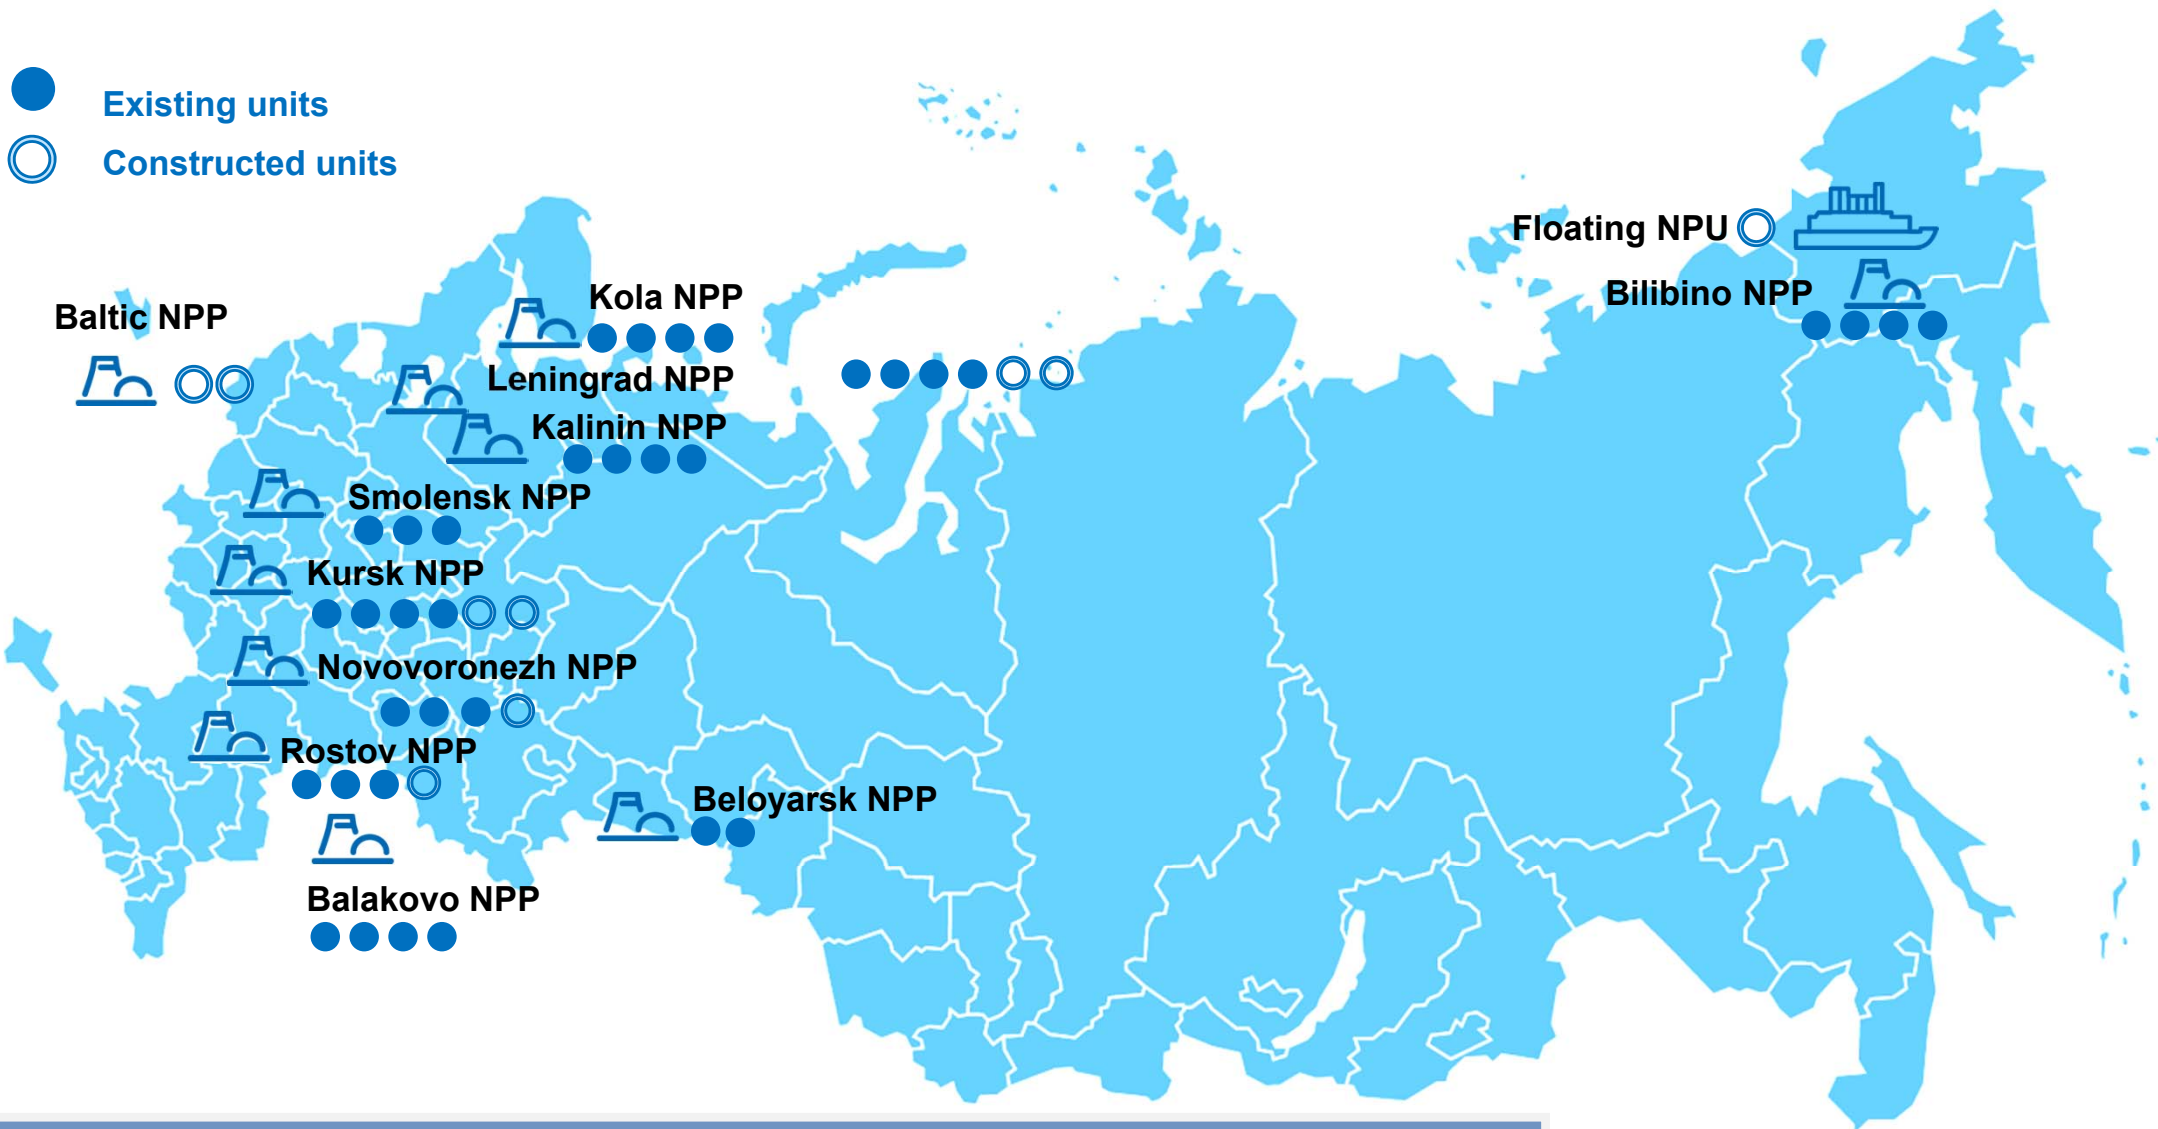 Existing units
Constructed units
Floating NPU
Bilibino NPP
Kola NPP
Baltic NPP
Leningrad NPP
Kalinin NPP
Smolensk NPP
Kursk NPP
Novovoronezh NPP
Rostov NPP
Beloyarsk NPP
Balakovo NPP